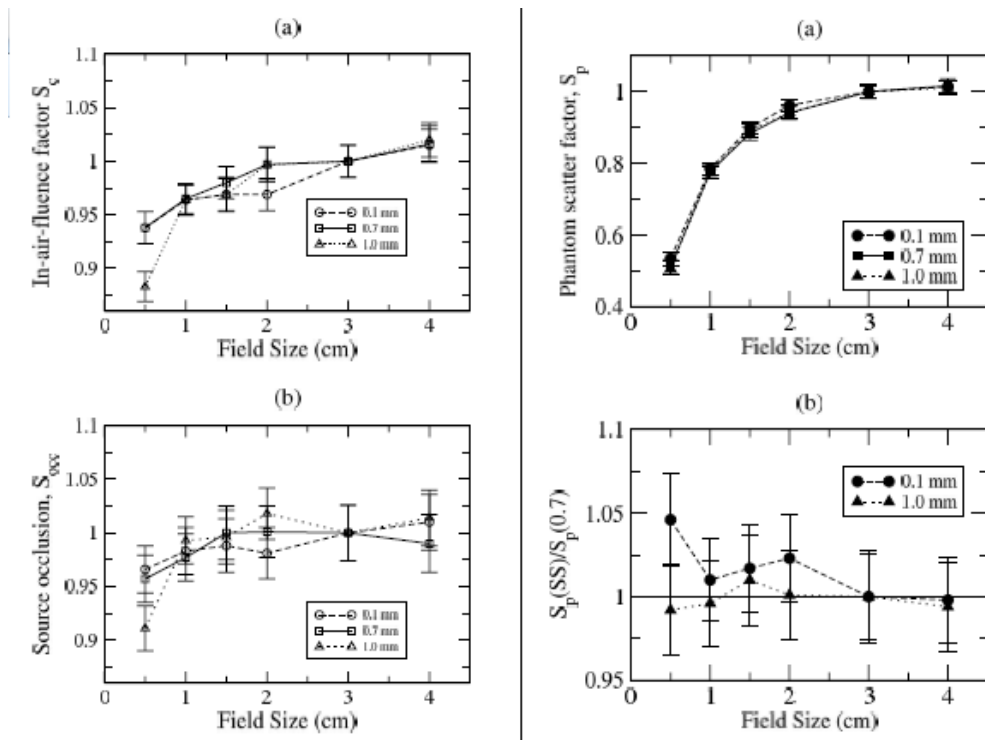 (a)
In-air-fluence factor S_c
1.1
1.05
1
0.95
0.9
0 1 2 3 4
Field Size (cm)
0.1 mm
0.7 mm
1.0 mm
(b)
Source occlusion, S_occ
1.1
1.05
1
0.95
0.9
0 1 2 3 4
Field Size (cm)
0.1 mm
0.7 mm
1.0 mm
(a)
Phantom scatter factor, S_p
1
0.8
0.6
0.4
0 1 2 3 4
Field Size (cm)
0.1 mm
0.7 mm
1.0 mm
(b)
S_p(SS)/S_p(0.7)
1.1
1.05
1
0.95
0 1 2 3 4
Field Size (cm)
0.1 mm
1.0 mm